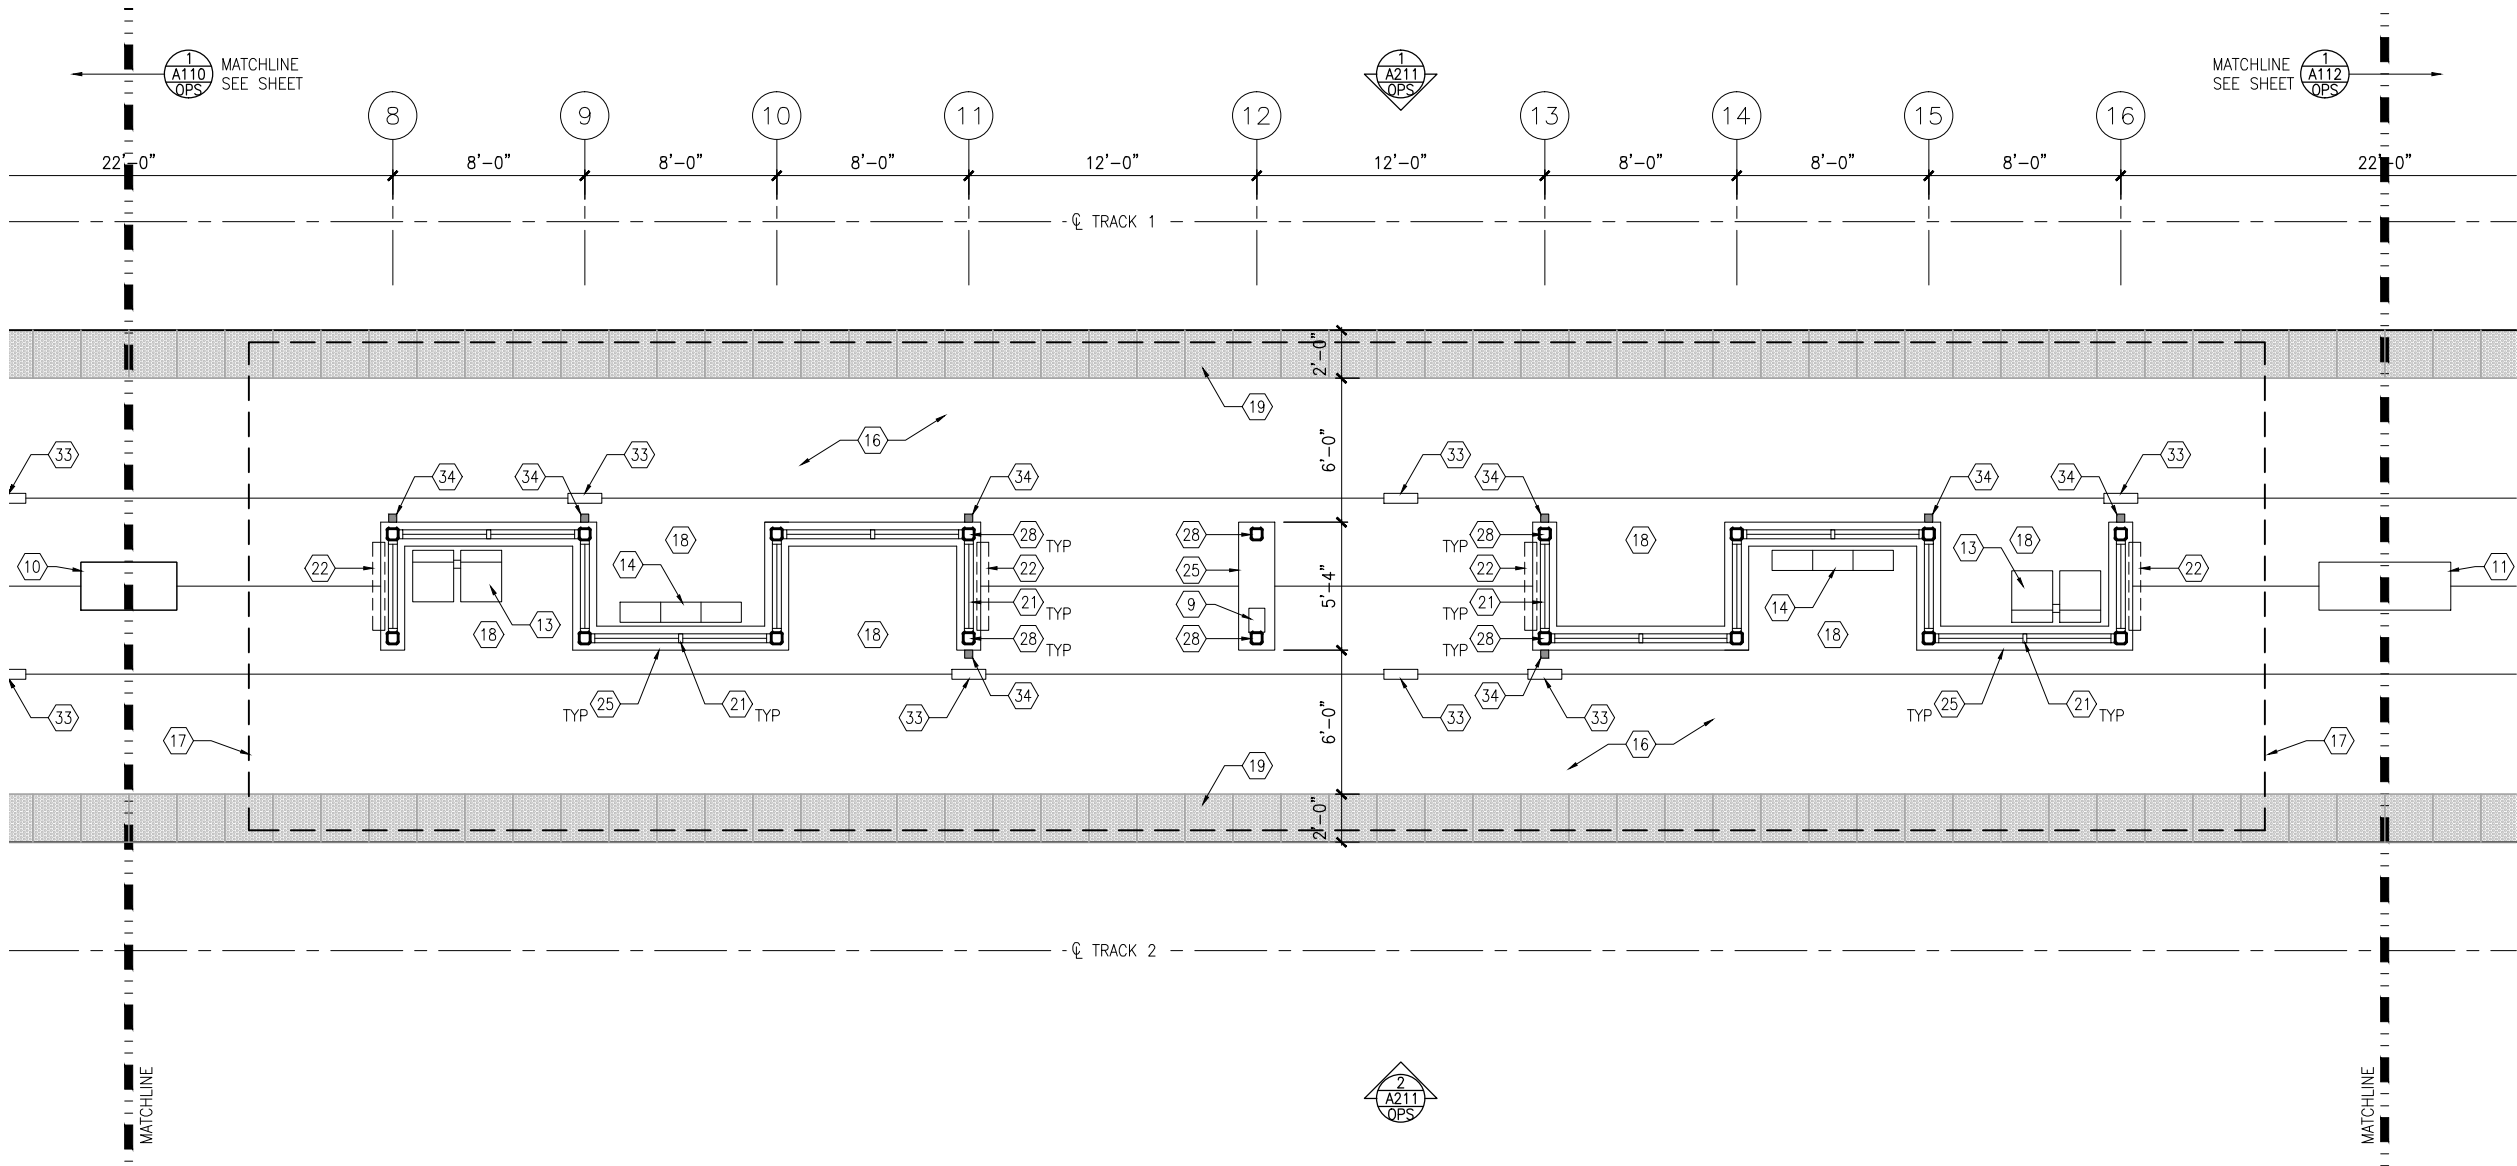 1
A110
OPS
MATCHLINE
SEE SHEET
1
A211
OPS
MATCHLINE
SEE SHEET
1
A112
OPS
8
9
10
11
12
13
14
15
16
22'-0"
8'-0"
8'-0"
8'-0"
12'-0"
12'-0"
8'-0"
8'-0"
8'-0"
22'-0"
℄ TRACK 1
2'-0"
19
16
6'-0"
33
34
34
33
34
33
34
34
34
33
28 TYP
28
TYP 28
18
18
18
13
10
22
14
22
25
5'-4"
TYP 22
14
22
11
21 TYP
9
TYP 21
18
13
18
28 TYP
28
TYP 28
18
33
TYP 25
21 TYP
33
34
33
34
33
TYP 25
21 TYP
17
6'-0"
16
17
19
2'-0"
℄ TRACK 2
MATCHLINE
2
A211
OPS
MATCHLINE